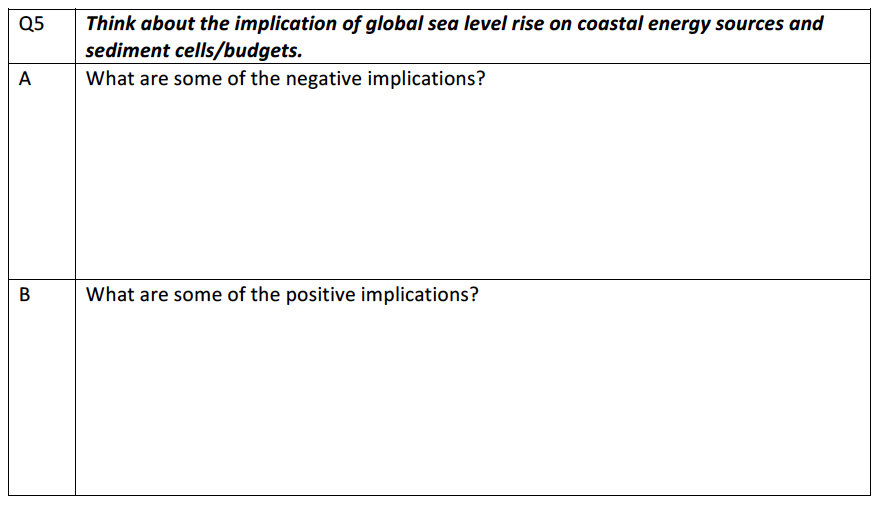 Q5 Think about the implication of global sea level rise on coastal energy sources and
sediment cells/budgets.
A What are some of the negative implications?
B What are some of the positive implications?